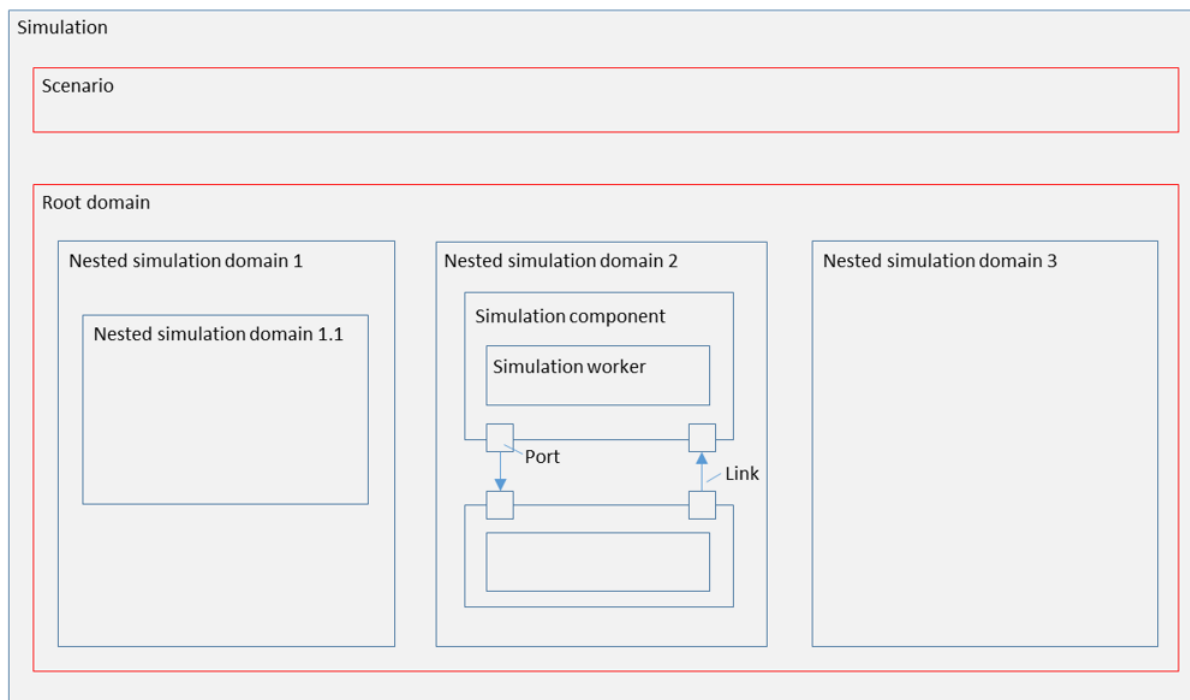 Simulation
Scenario
Root domain
Nested simulation domain 1
Nested simulation domain 2
Nested simulation domain 3
Nested simulation domain 1.1
Simulation component
Simulation worker
Port
Link